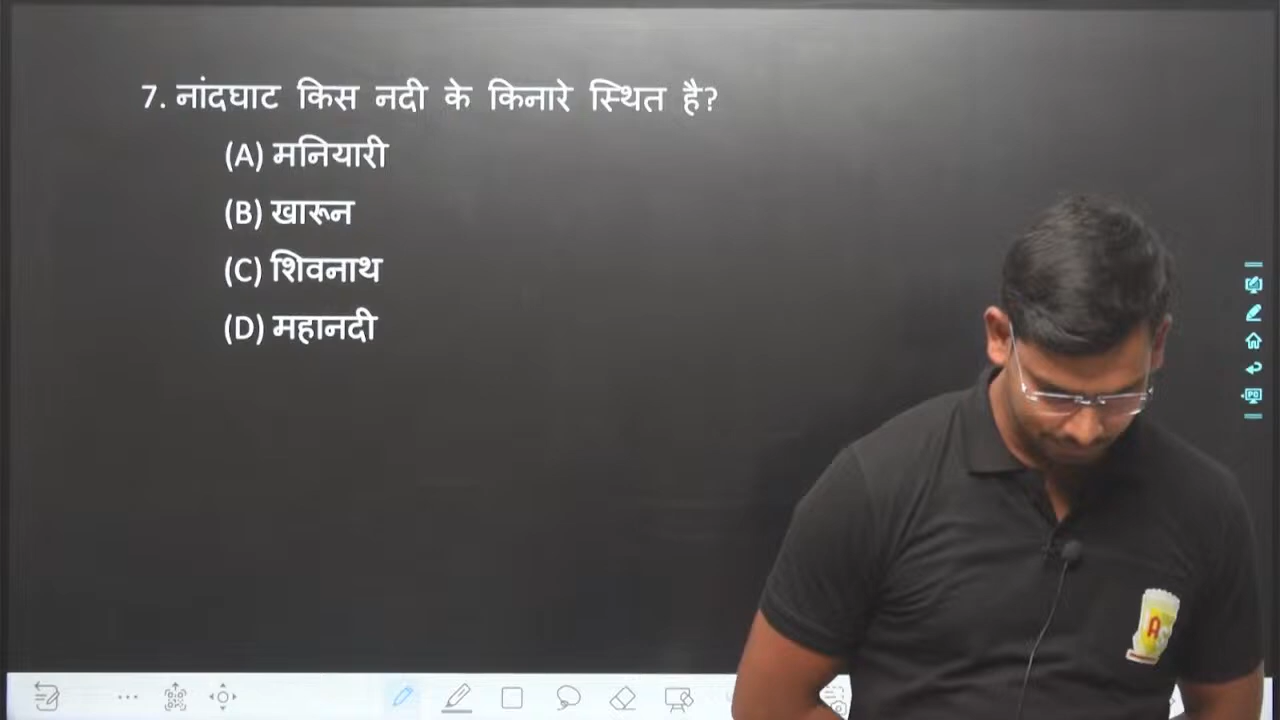 7. नांदघाट किस नदी के किनारे स्थित है?
(A) मनियारी
(B) खारून
(C) शिवनाथ
(D) महानदी
A